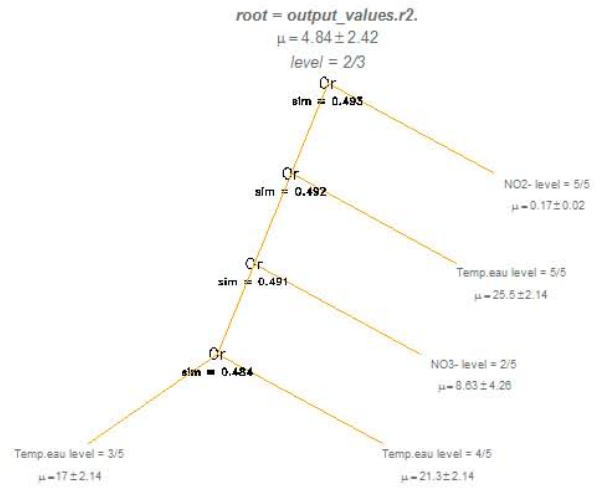 root = output_values.r2.
μ = 4.84 ± 2.42
level = 2/3
Or
sim = 0.493
NO2- level = 5/5
μ = 0.17 ± 0.02
Or
sim = 0.492
Temp.eau level = 5/5
μ = 25.5 ± 2.14
Or
sim = 0.491
NO3- level = 2/5
μ = 8.63 ± 4.26
Or
sim = 0.484
Temp.eau level = 3/5
μ = 17 ± 2.14
Temp.eau level = 4/5
μ = 21.3 ± 2.14